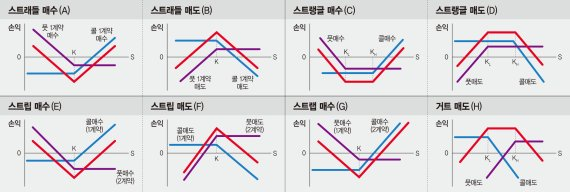 스트래들 매수(A)
손익
풋 1계약
매수
K
콜 1계약
매수
0
S
스트래들 매도(B)
손익
K
0
S
풋 1계약
매도
콜 1계약
매도
스트랭글 매수(C)
손익
풋매수
콜매수
K₁
Kₕ
0
S
스트랭글 매도(D)
손익
0
K₁
Kₕ
S
풋매도
콜매도
스트립 매수(E)
손익
콜매수
(1계약)
K
0
S
풋매수
(2계약)
스트립 매도(F)
손익
콜매도
(1계약)
풋매도
(2계약)
K
0
S
스트랩 매수(G)
손익
풋매수
(1계약)
콜매수
(2계약)
K
0
S
거트 매도(H)
손익
0
K₁
Kₕ
S
풋매도
콜매도